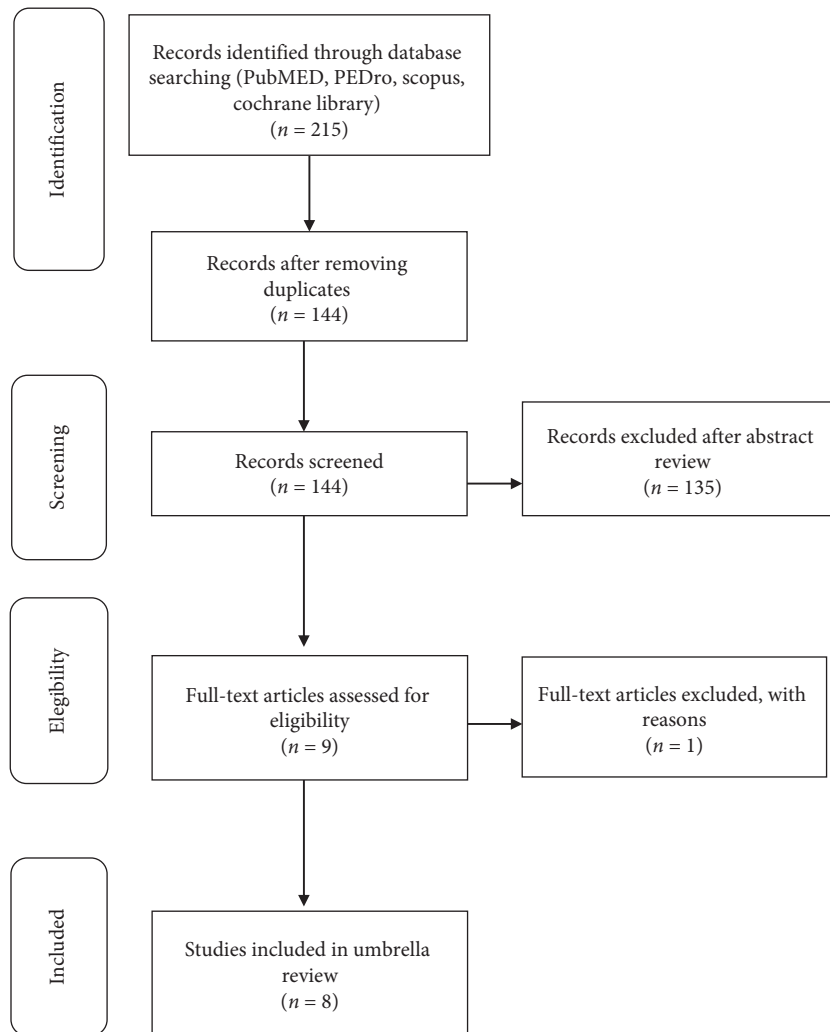 Identification
Records identified through database
searching (PubMED, PEDro, scopus,
cochrane library)
(n = 215)
Records after removing
duplicates
(n = 144)
Screening
Records screened
(n = 144)
Records excluded after abstract
review
(n = 135)
Elegibility
Full-text articles assessed for
eligibility
(n = 9)
Full-text articles excluded, with
reasons
(n = 1)
Included
Studies included in umbrella
review
(n = 8)